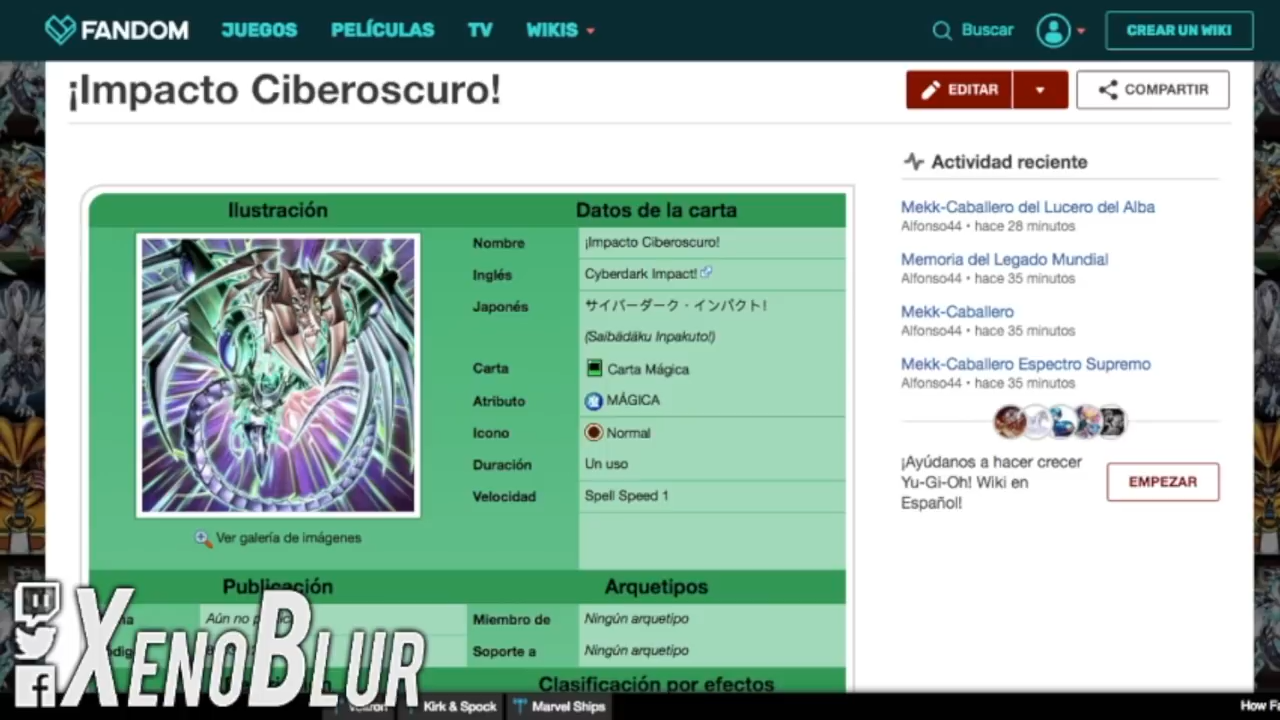 FANDOM JUEGOS PELÍCULAS TV WIKIS Buscar CREAR UN WIKI
¡Impacto Ciberoscuro!
EDITAR COMPARTIR
Actividad reciente
Mekk-Caballero del Lucero del Alba
Alfonso44 • hace 28 minutos
Memoria del Legado Mundial
Alfonso44 • hace 35 minutos
Mekk-Caballero
Alfonso44 • hace 35 minutos
Mekk-Caballero Espectro Supremo
Alfonso44 • hace 35 minutos
¡Ayúdanos a hacer crecer
Yu-Gi-Oh! Wiki en
Español!
EMPEZAR
Ilustración Datos de la carta
Nombre ¡Impacto Ciberoscuro!
Inglés Cyberdark Impact!
Japonés サイバーダーク・インパクト!
(Saibādāku Inpakuto!)
Carta Carta Mágica
Atributo MÁGICA
Icono Normal
Duración Un uso
Velocidad Spell Speed 1
Ver galería de imágenes
Publicación Arquetipos
Aún no Miembro de Ningún arquetipo
Soporte a Ningún arquetipo
Clasificación por efectos
XENOBLUR
Kirk & Spock Marvel Ships
How